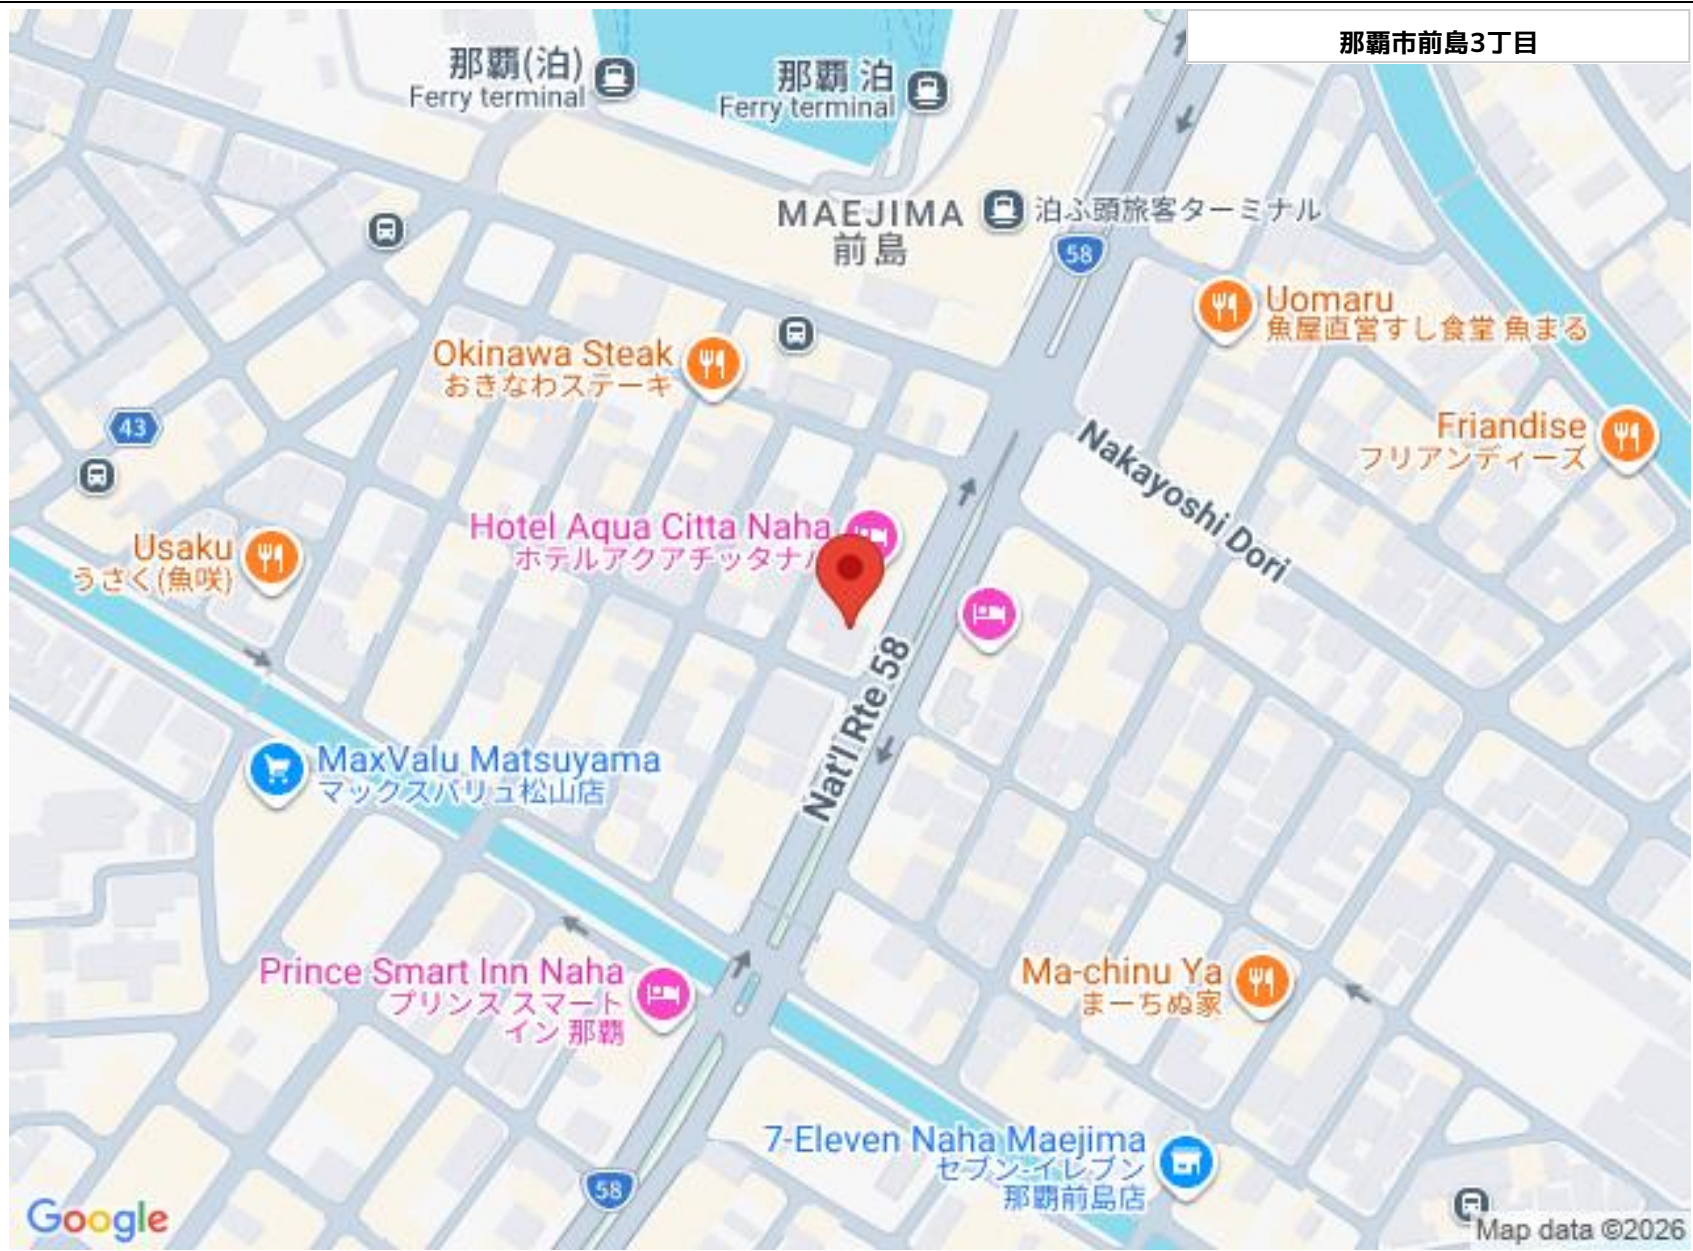 那覇市前島3丁目
那覇(泊)
Ferry terminal
那覇 泊
Ferry terminal
MAEJIMA
前島
泊ふ頭旅客ターミナル
58
Uomaru
魚屋直営すし食堂 魚まる
Okinawa Steak
おきなわステーキ
43
Friandise
フリアンディーズ
Nakayoshi Dori
Hotel Aqua Citta Naha
ホテルアクアチッタナハ
Usaku
うさく(魚咲)
Nat'l Rte 58
MaxValu Matsuyama
マックスバリュ松山店
Prince Smart Inn Naha
プリンス スマート
イン 那覇
Ma-chinu Ya
まーちぬ家
7-Eleven Naha Maejima
セブン-イレブン
那覇前島店
58
Google
Map data ©2026